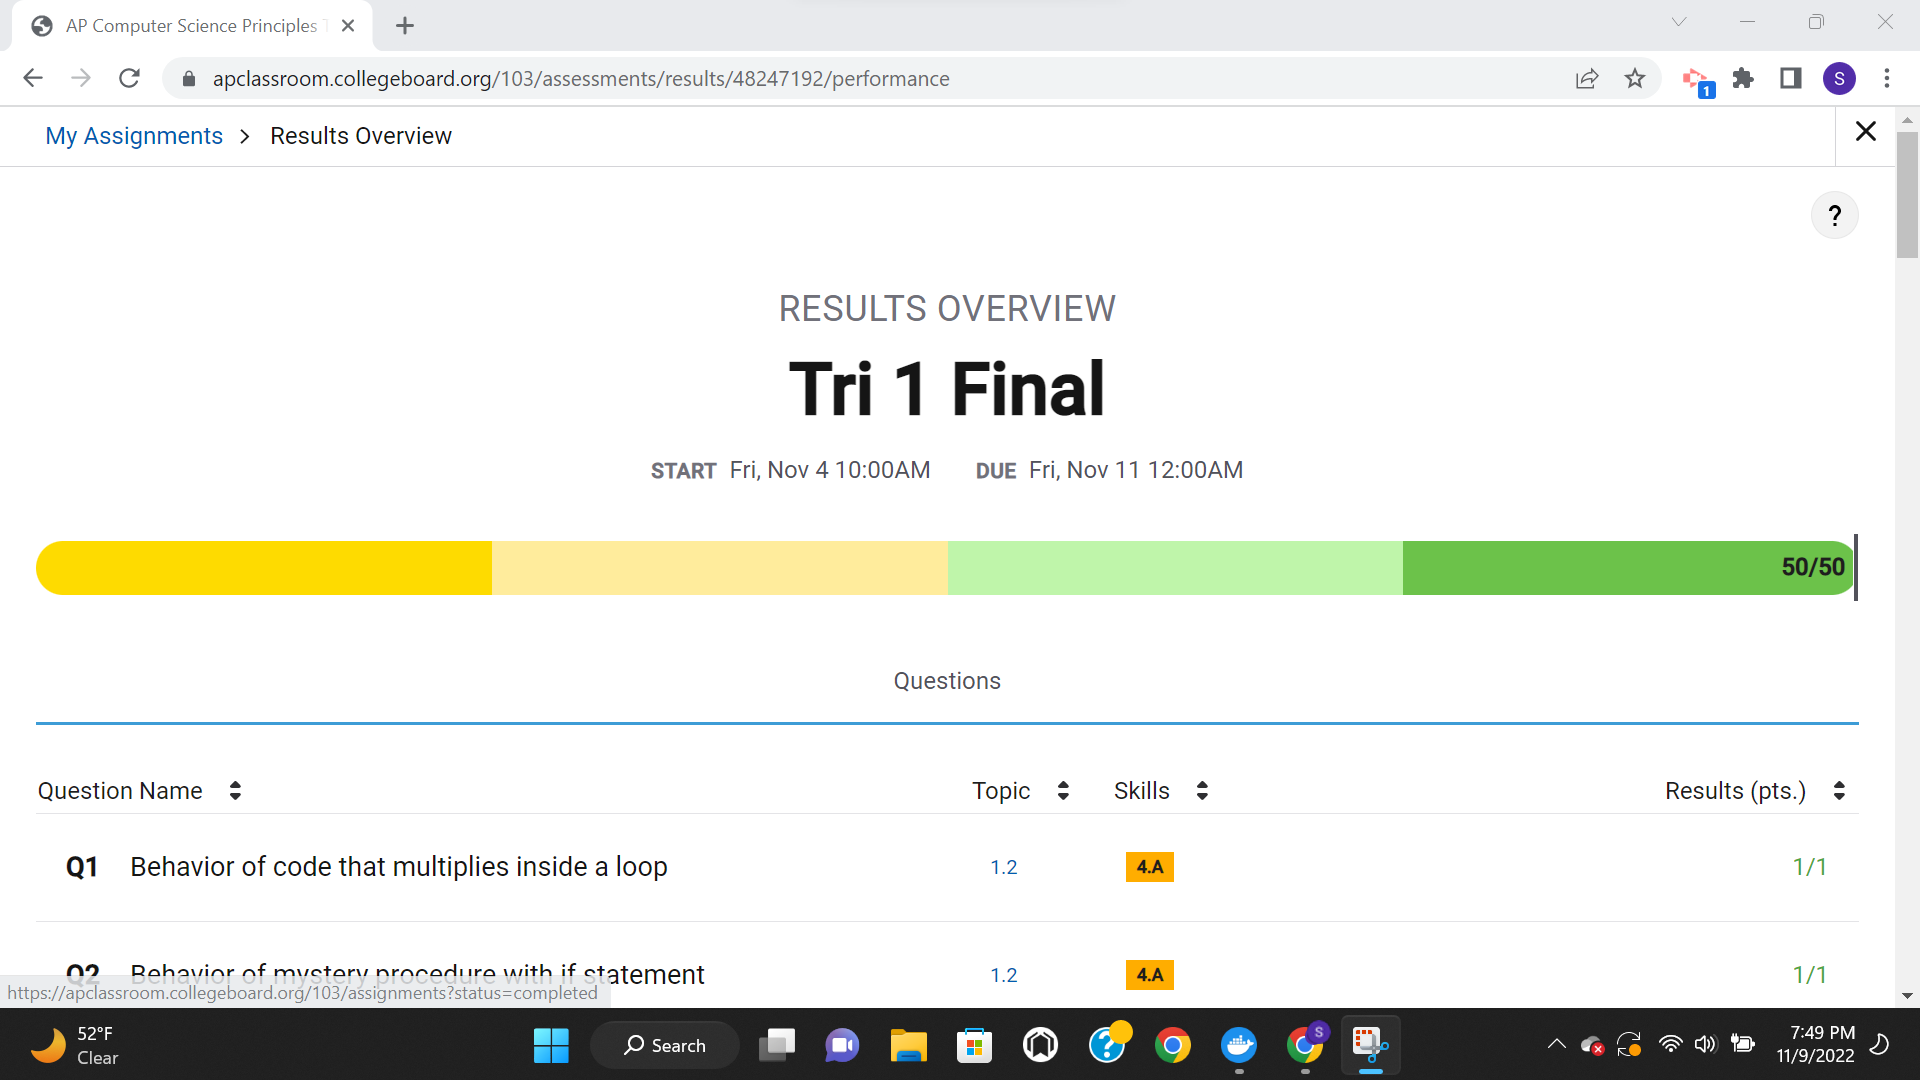 AP Computer Science Principles
apclassroom.collegeboard.org/103/assessments/results/48247192/performance
1
S
My Assignments > Results Overview
?
RESULTS OVERVIEW
Tri 1 Final
START Fri, Nov 4 10:00AM DUE Fri, Nov 11 12:00AM
50/50
Questions
Question Name Topic Skills Results (pts.)
Q1 Behavior of code that multiplies inside a loop 1.2 4.A 1/1
Q2 Behavior of mystery procedure with if statement 1.2 4.A 1/1
https://apclassroom.collegeboard.org/103/assignments?status=completed
52°F
Clear
Search
?
S
7:49 PM
11/9/2022